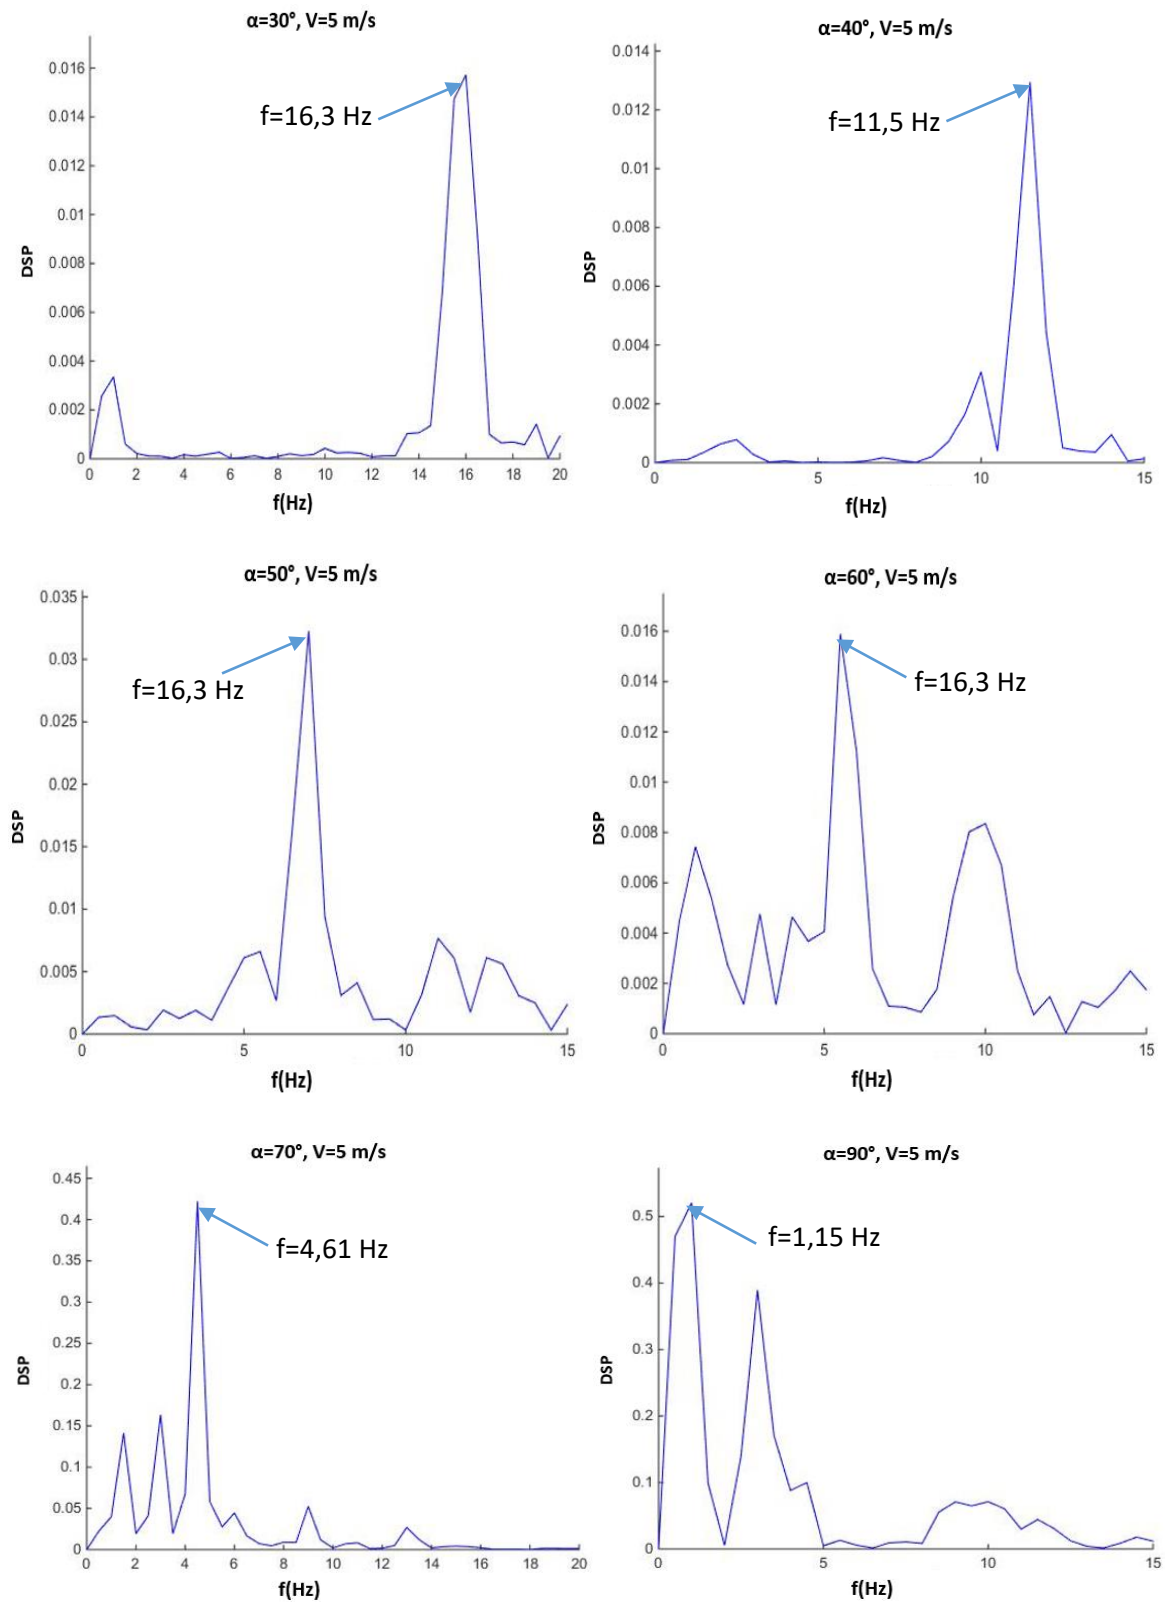 α=30°, V=5 m/s
0.016
0.014
0.012
0.01
0.008
0.006
0.004
0.002
0
DSP
f=16,3 Hz
0 2 4 6 8 10 12 14 16 18 20
f(Hz)
α=40°, V=5 m/s
0.014
0.012
0.01
0.008
0.006
0.004
0.002
0
DSP
f=11,5 Hz
0 5 10 15
f(Hz)
α=50°, V=5 m/s
0.035
0.03
0.025
0.02
0.015
0.01
0.005
0
DSP
f=16,3 Hz
0 5 10 15
f(Hz)
α=60°, V=5 m/s
0.016
0.014
0.012
0.01
0.008
0.006
0.004
0.002
0
DSP
f=16,3 Hz
0 5 10 15
f(Hz)
α=70°, V=5 m/s
0.45
0.4
0.35
0.3
0.25
0.2
0.15
0.1
0.05
0
DSP
f=4,61 Hz
0 2 4 6 8 10 12 14 16 18 20
f(Hz)
α=90°, V=5 m/s
0.5
0.4
0.3
0.2
0.1
0
DSP
f=1,15 Hz
0 5 10 15
f(Hz)